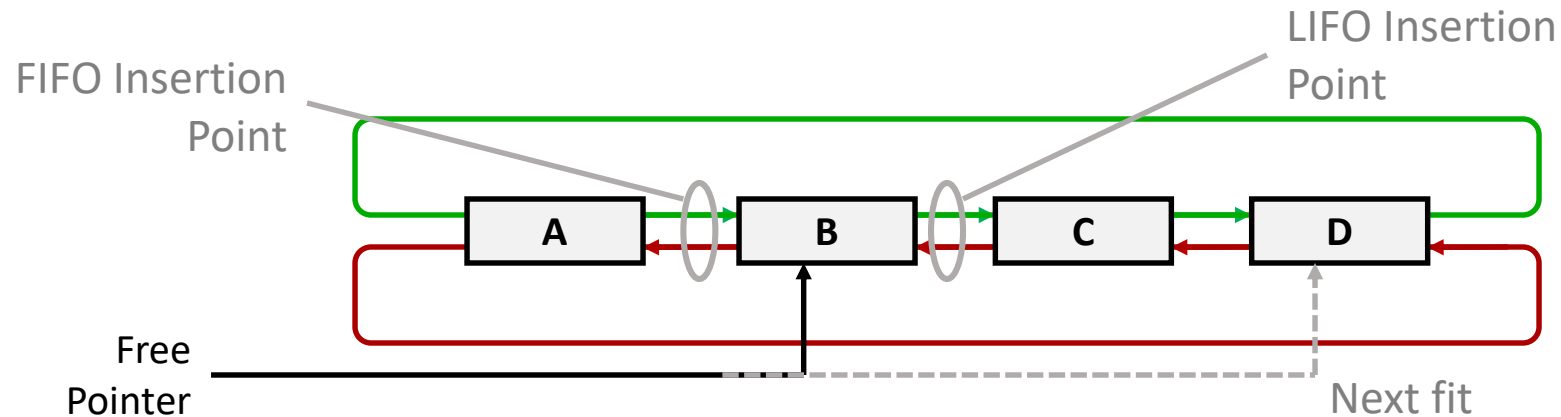 LIFO Insertion
Point
FIFO Insertion
Point
A
B
C
D
Free
Pointer
Next fit